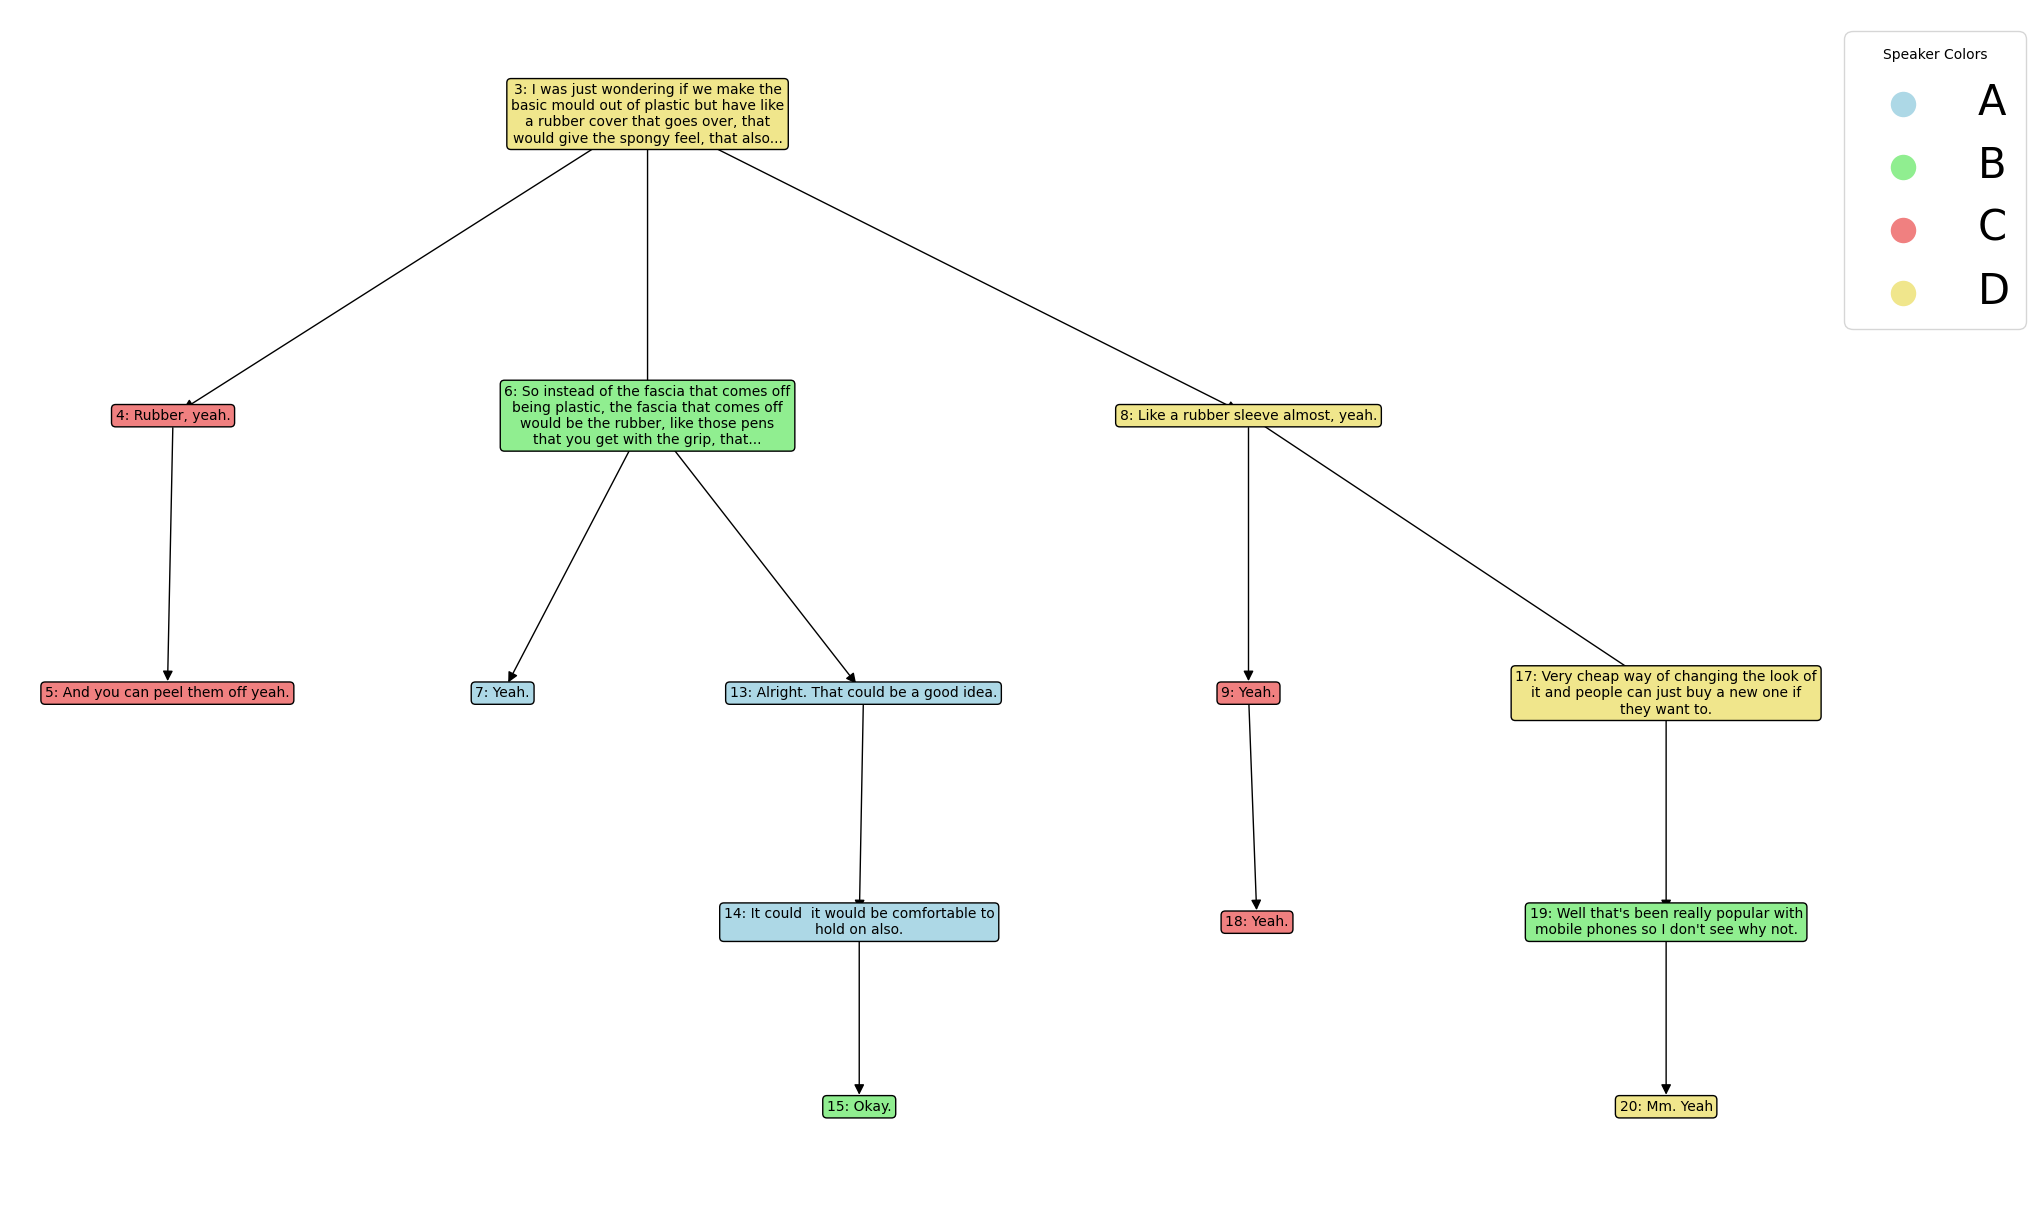 3: I was just wondering if we make the
basic mould out of plastic but have like
a rubber cover that goes over, that
would give the spongy feel, that also...
Speaker Colors
A
B
C
D
4: Rubber, yeah.
6: So instead of the fascia that comes off
being plastic, the fascia that comes off
would be the rubber, like those pens
that you get with the grip, that...
8: Like a rubber sleeve almost, yeah.
5: And you can peel them off yeah.
7: Yeah.
13: Alright. That could be a good idea.
9: Yeah.
17: Very cheap way of changing the look of
it and people can just buy a new one if
they want to.
14: It could  it would be comfortable to
hold on also.
18: Yeah.
19: Well that's been really popular with
mobile phones so I don't see why not.
15: Okay.
20: Mm. Yeah